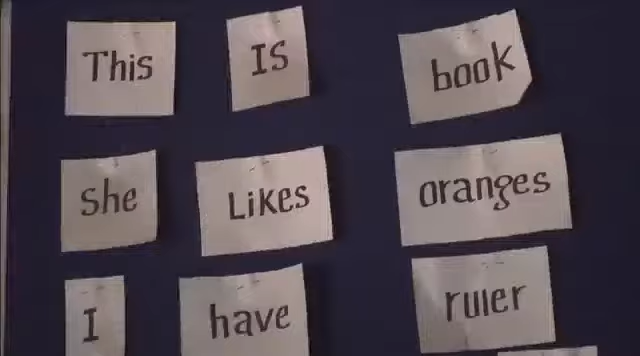 This IS book
she Likes oranges
I have ruler